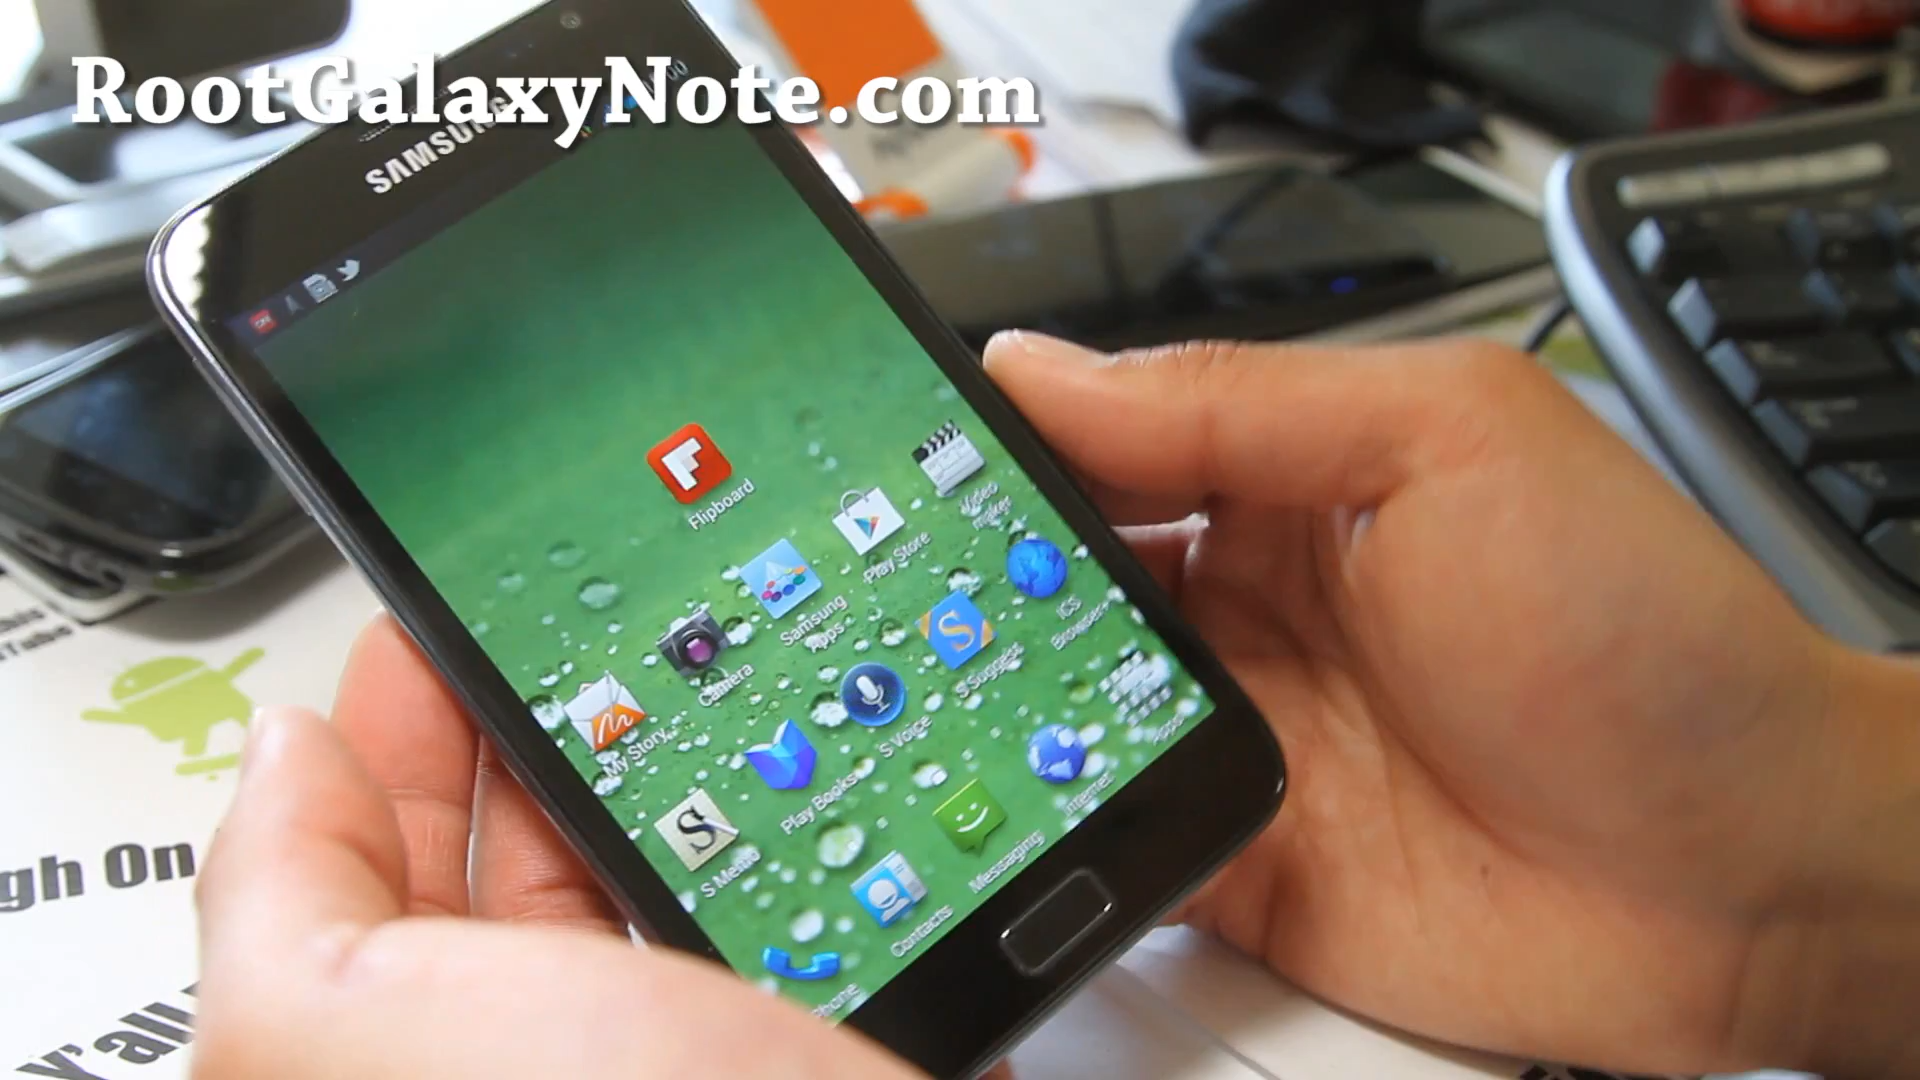 RootGalaxyNote.com
SAMSUNG
Flipboard
Video
maker
Play Store
Samsung
Apps
ICS
Browser+
Camera
S Suggest
My Story
S Voice
Apps
Play Books
Internet
S Memo
Messaging
Contacts
Phone
gh On
Y'all